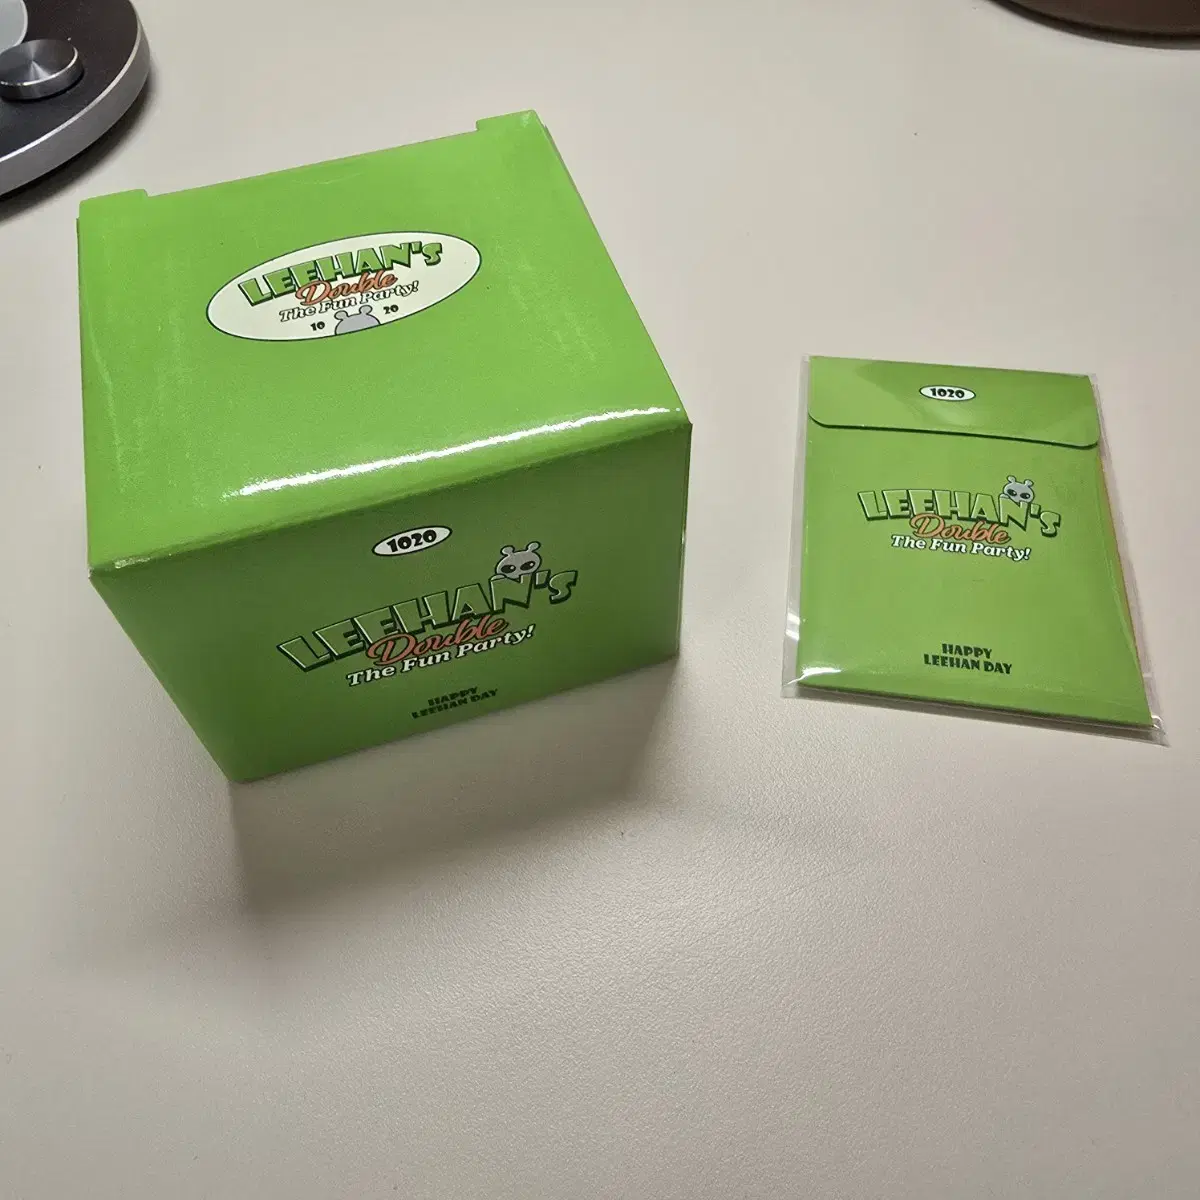 LEEHAN's
Double
The Fun Party!
10 20
1020
LEEHAN's
Double
The Fun Party!
HAPPY
LEEHAN DAY
1020
LEEHAN's
Double
The Fun Party!
HAPPY
LEEHAN DAY